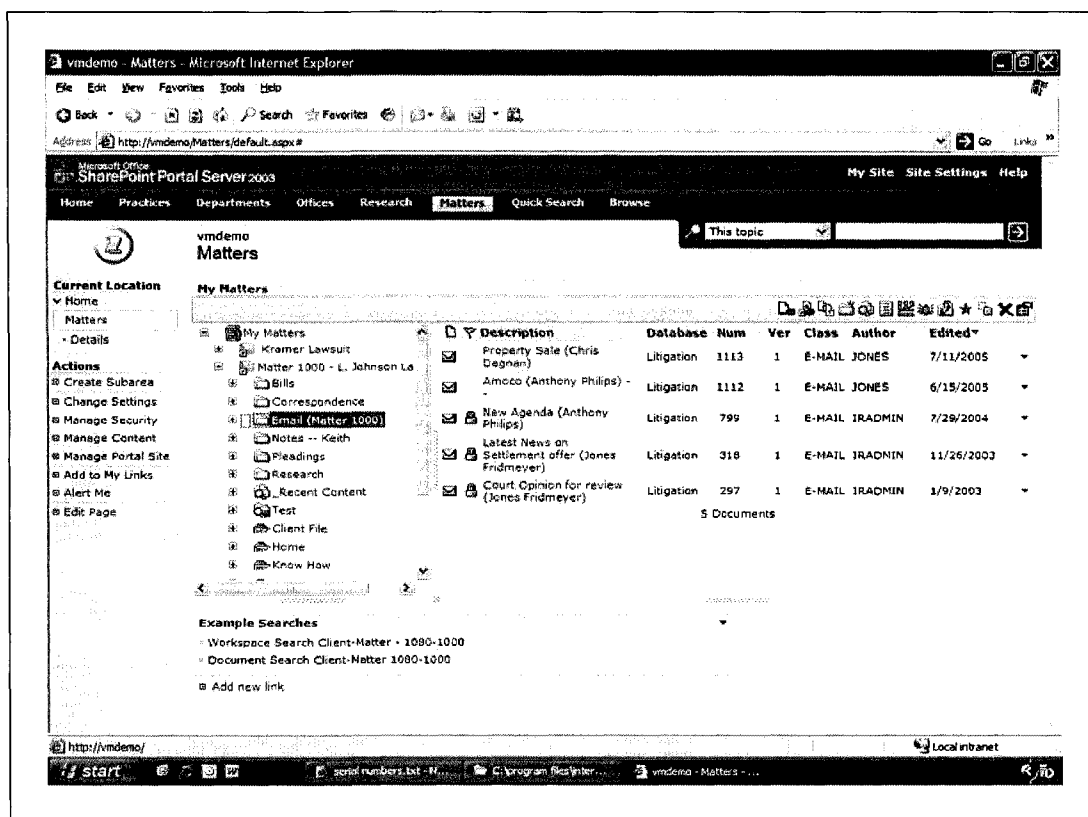 vmdemo - Matters - Microsoft Internet Explorer
File Edit View Favorites Tools Help
Back Search Favorites
Address http://vmdemo/Matters/default.aspx# Go Links »
Microsoft Office
SharePoint Portal Server 2003
My Site Site Settings Help
Home Practices Departments Offices Research Matters Quick Search Browse
This topic
vmdemo
Matters
Current Location
Home
Matters
Details
Actions
Create Subarea
Change Settings
Manage Security
Manage Content
Manage Portal Site
Add to My Links
Alert Me
Edit Page
My Matters
My Matters
Kramer Lawsuit
Matter 1000 - L. Johnson La
Bills
Correspondence
Email (Matter 1000)
Notes -- Keith
Pleadings
Research
_Recent Content
Test
Client File
Home
Know How
Description Database Num Ver Class Author Edited
Property Sale (Chris Degnan) Litigation 1113 1 E-MAIL JONES 7/11/2005
Amoco (Anthony Philips) - - Litigation 1112 1 E-MAIL JONES 6/15/2005
New Agenda (Anthony Philips) Litigation 799 1 E-MAIL IRADMIN 7/29/2004
Latest News on Settlement offer (Jones Fridmeyer) Litigation 318 1 E-MAIL IRADMIN 11/26/2003
Court Opinion for review (Jones Fridmeyer) Litigation 297 1 E-MAIL IRADMIN 1/9/2003
5 Documents
Example Searches
Workspace Search Client-Matter - 1080-1000
Document Search Client-Matter 1080-1000
Add new link
http://vmdemo/
Local intranet
start
serial numbers.txt - N...
C:\program files\inter...
vmdemo - Matters - ...